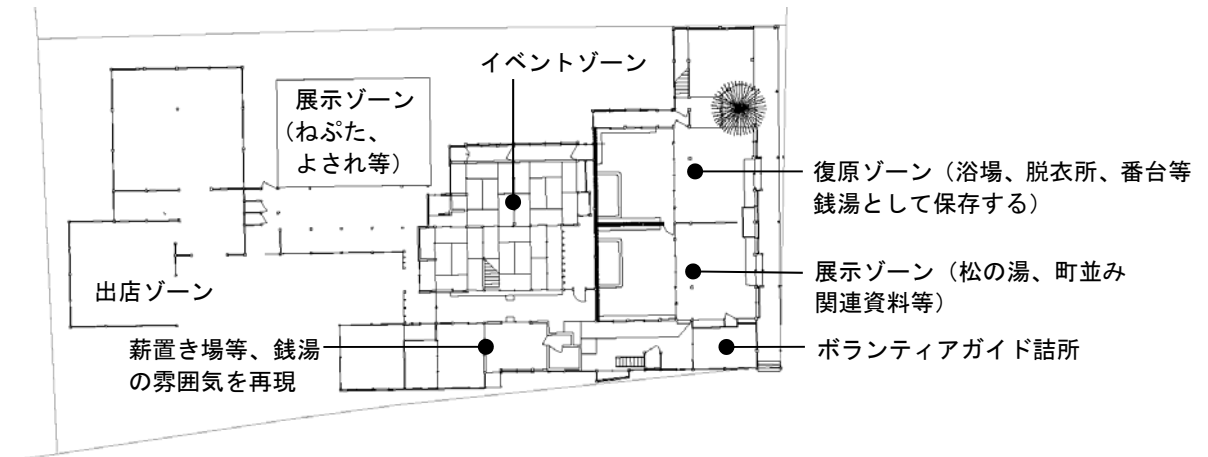 イベントゾーン
展示ゾーン
（ねぷた、
よされ等）
復原ゾーン（浴場、脱衣所、番台等
銭湯として保存する）
展示ゾーン（松の湯、町並み
関連資料等）
出店ゾーン
薪置き場等、銭湯
の雰囲気を再現
ボランティアガイド詰所